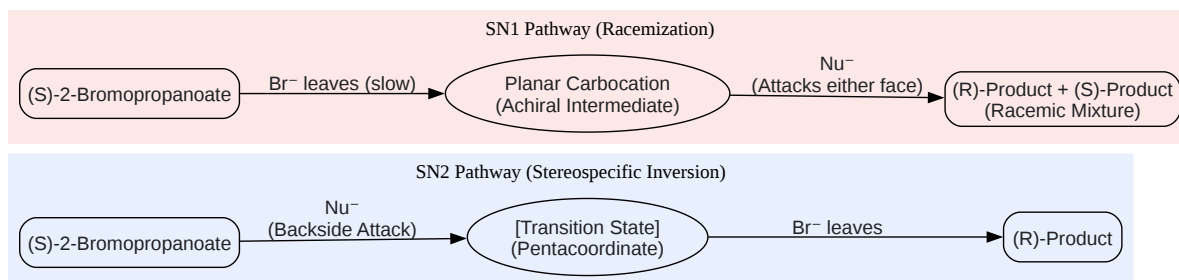 SN1 Pathway (Racemization)
(S)-2-Bromopropanoate
Br⁻ leaves (slow)
Planar Carbocation
(Achiral Intermediate)
Nu⁻
(Attacks either face)
(R)-Product + (S)-Product
(Racemic Mixture)
SN2 Pathway (Stereospecific Inversion)
(S)-2-Bromopropanoate
Nu⁻
(Backside Attack)
[Transition State]
(Pentacoordinate)
Br⁻ leaves
(R)-Product